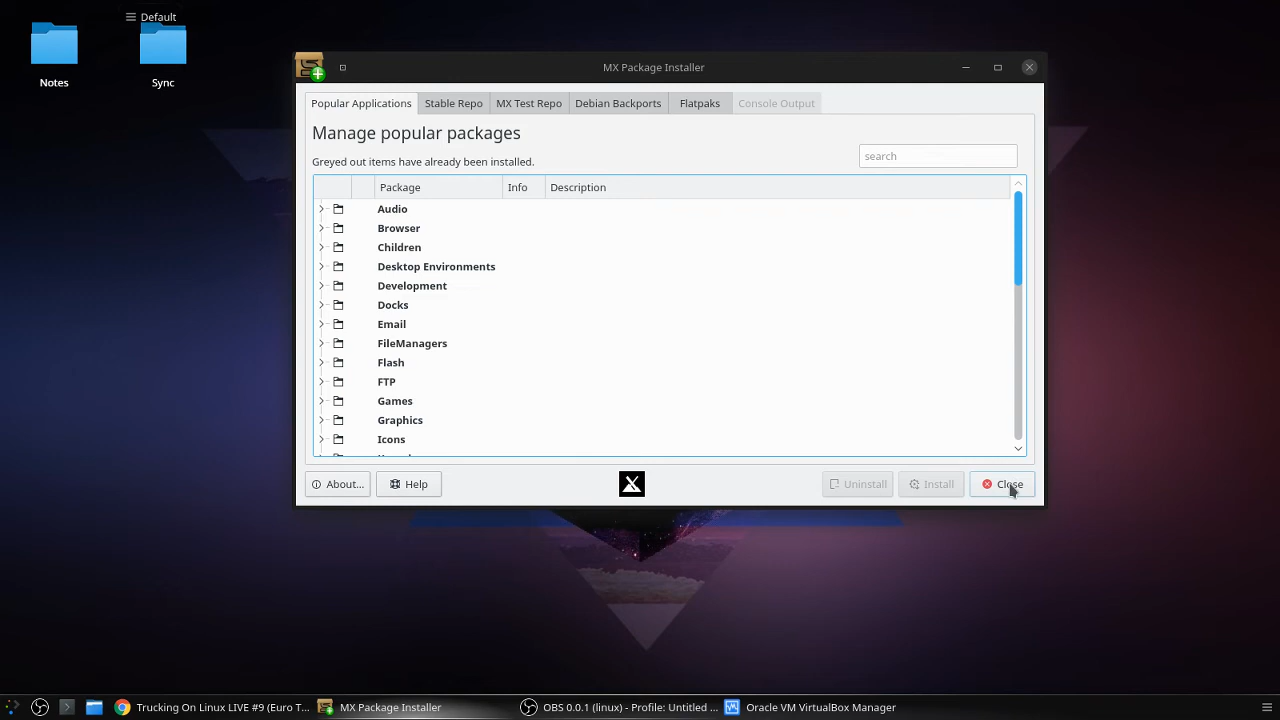 Default
Notes
Sync
MX Package Installer
Popular Applications
Stable Repo
MX Test Repo
Debian Backports
Flatpaks
Console Output
Manage popular packages
Greyed out items have already been installed.
search
Package Info Description
Audio
Browser
Children
Desktop Environments
Development
Docks
Email
FileManagers
Flash
FTP
Games
Graphics
Icons
About...
Help
Uninstall
Install
Close
Trucking On Linux LIVE #9 (Euro T...
MX Package Installer
OBS 0.0.1 (linux) - Profile: Untitled ...
Oracle VM VirtualBox Manager